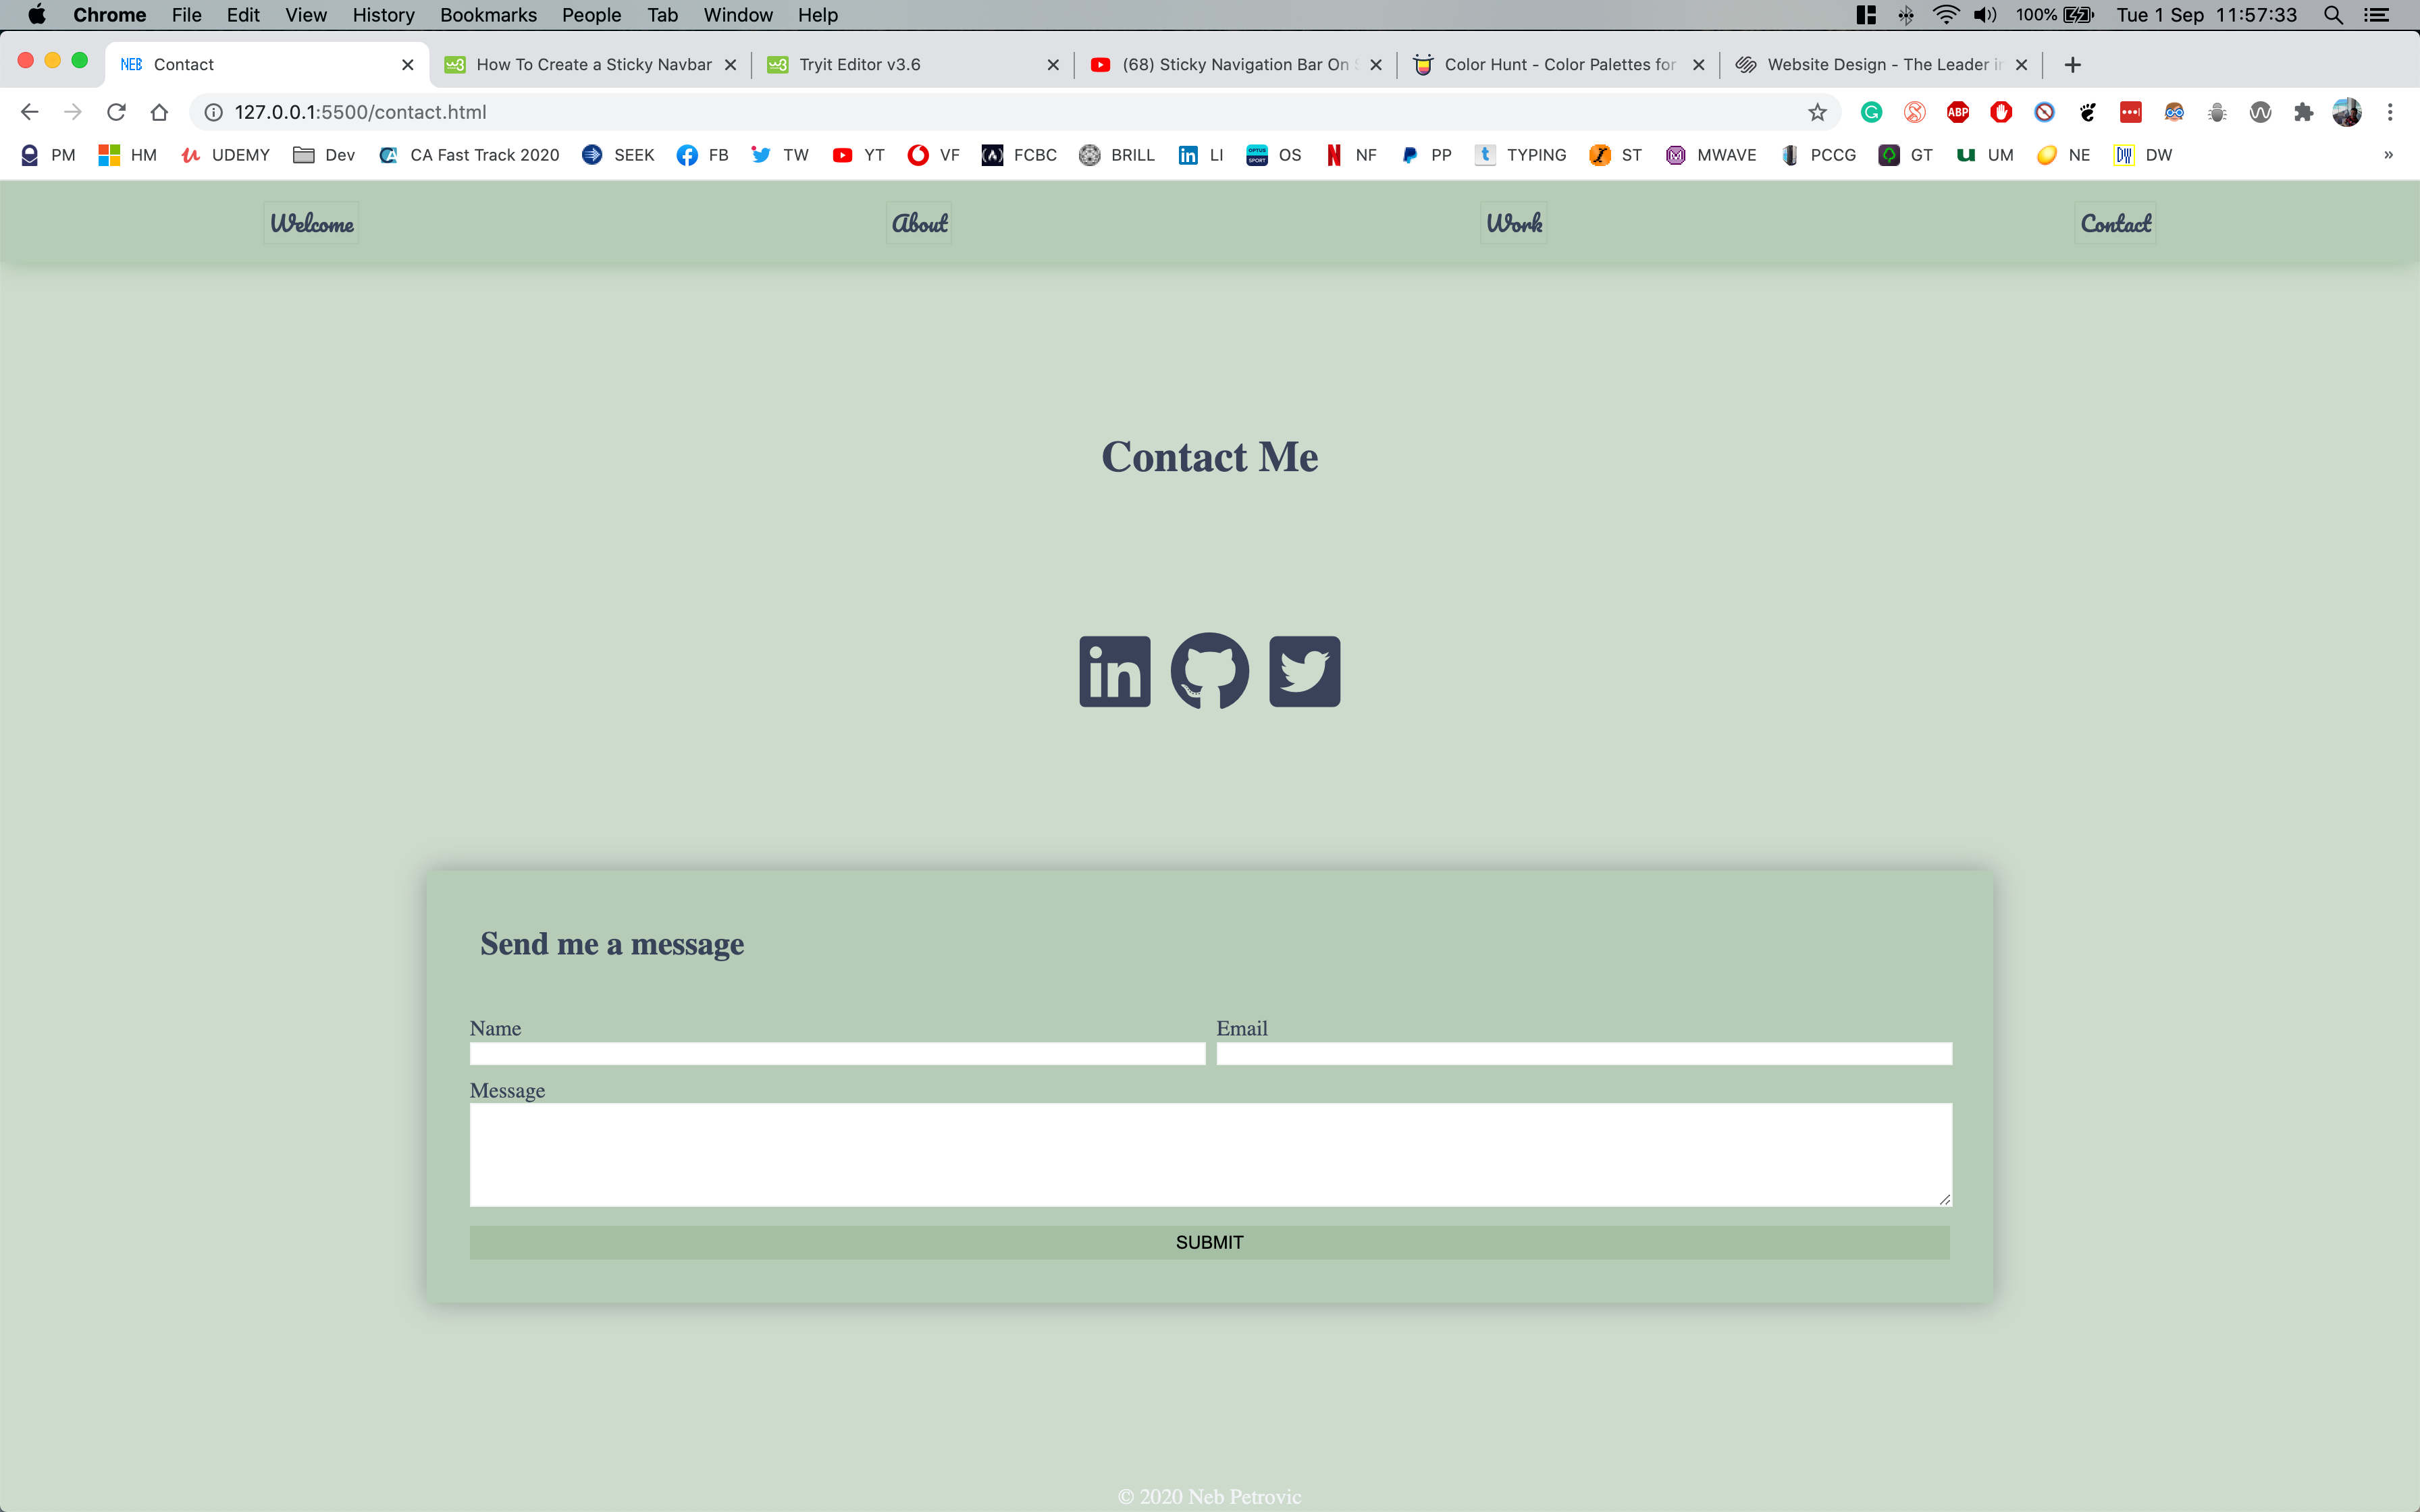 Chrome File Edit View History Bookmarks People Tab Window Help 100% Tue 1 Sep 11:57:33
NEB Contact How To Create a Sticky Navbar Tryit Editor v3.6 (68) Sticky Navigation Bar On S Color Hunt - Color Palettes for Website Design - The Leader in
127.0.0.1:5500/contact.html ABP
PM HM UDEMY Dev CA Fast Track 2020 SEEK FB TW YT VF FCBC BRILL LI OS NF PP TYPING ST MWAVE PCCG GT UM NE DW »
Welcome About Work Contact
Contact Me
in
Send me a message
Name Email
Message
SUBMIT
© 2020 Neb Petrovic